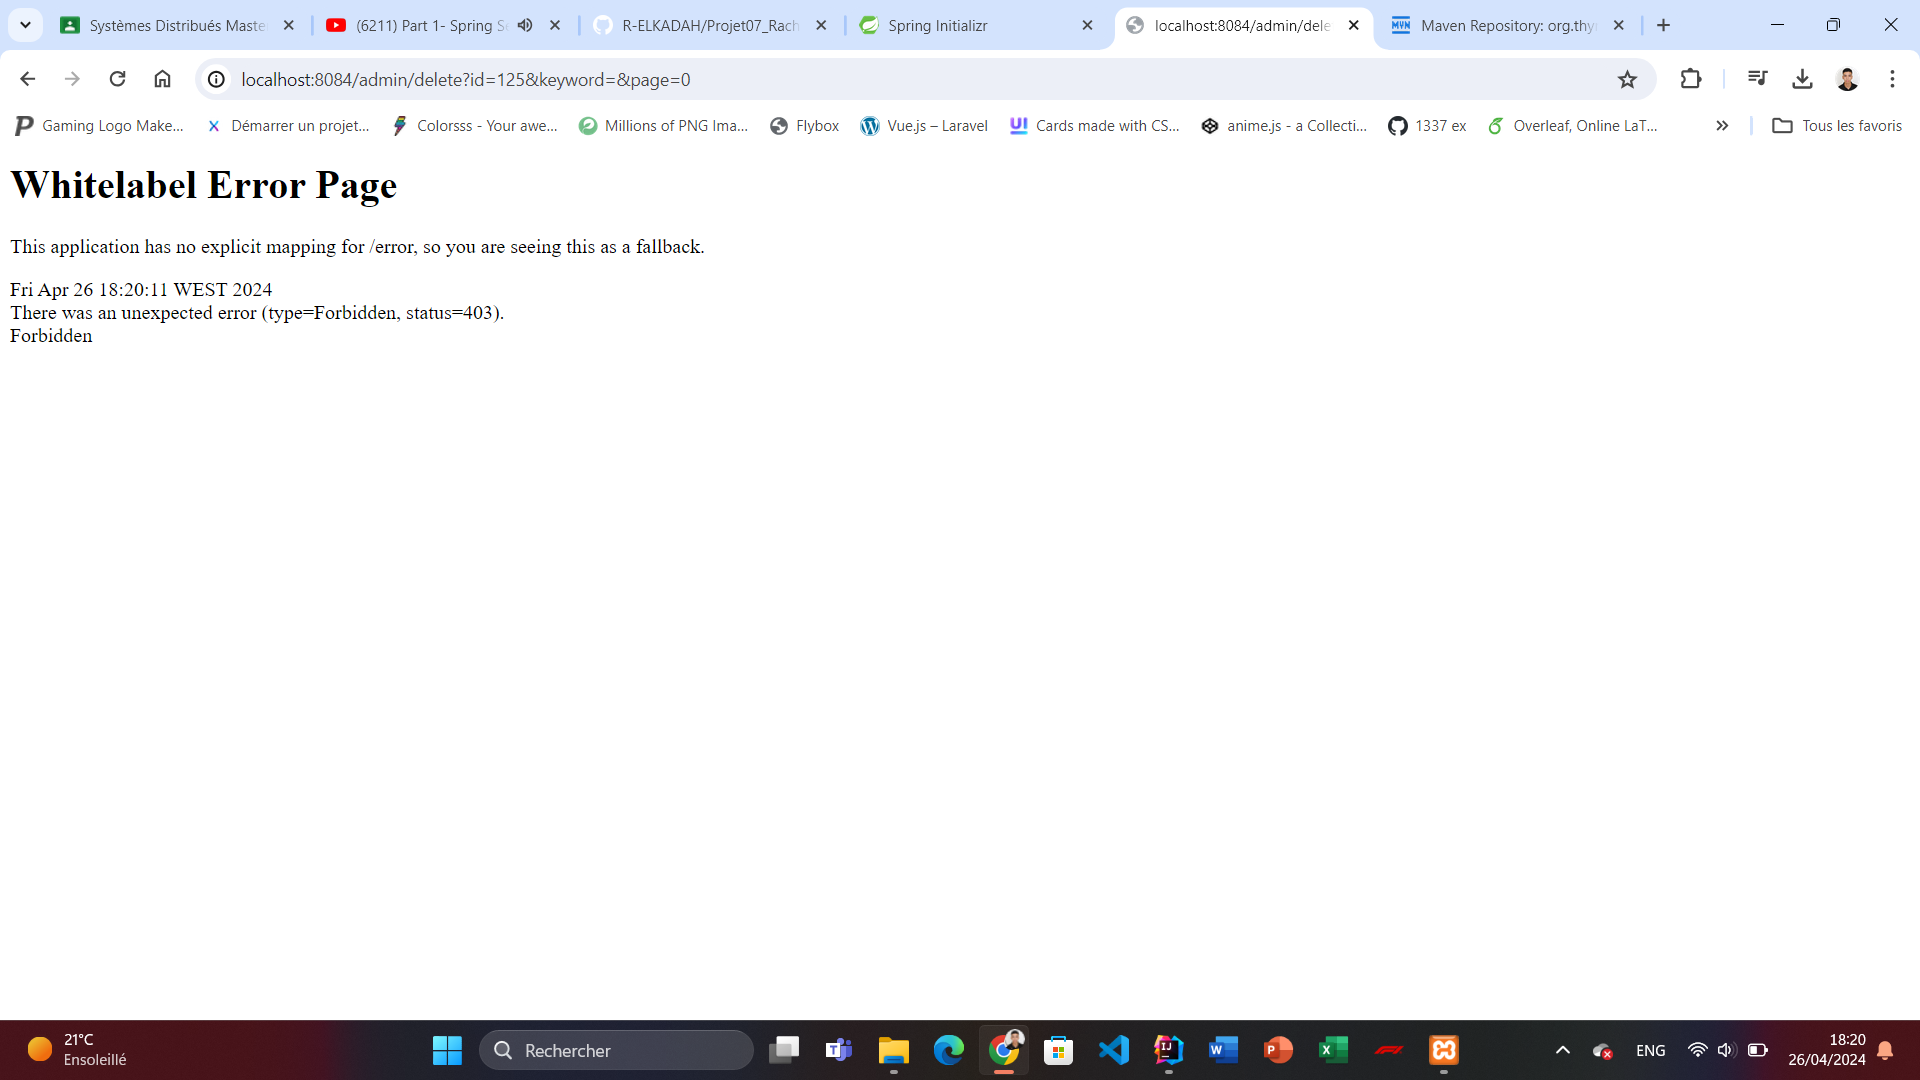 Systèmes Distribués Maste
(6211) Part 1- Spring Se
R-ELKADAH/Projet07_Rach
Spring Initializr
localhost:8084/admin/dele
MVN
Maven Repository: org.thy
localhost:8084/admin/delete?id=125&keyword=&page=0
Gaming Logo Make...
Démarrer un projet...
Colorsss - Your awe...
Millions of PNG Ima...
Flybox
Vue.js – Laravel
UI
Cards made with CS...
anime.js - a Collecti...
1337 ex
Overleaf, Online LaT...
Tous les favoris
Whitelabel Error Page
This application has no explicit mapping for /error, so you are seeing this as a fallback.
Fri Apr 26 18:20:11 WEST 2024
There was an unexpected error (type=Forbidden, status=403).
Forbidden
21°C
Ensoleillé
Rechercher
ENG
18:20
26/04/2024